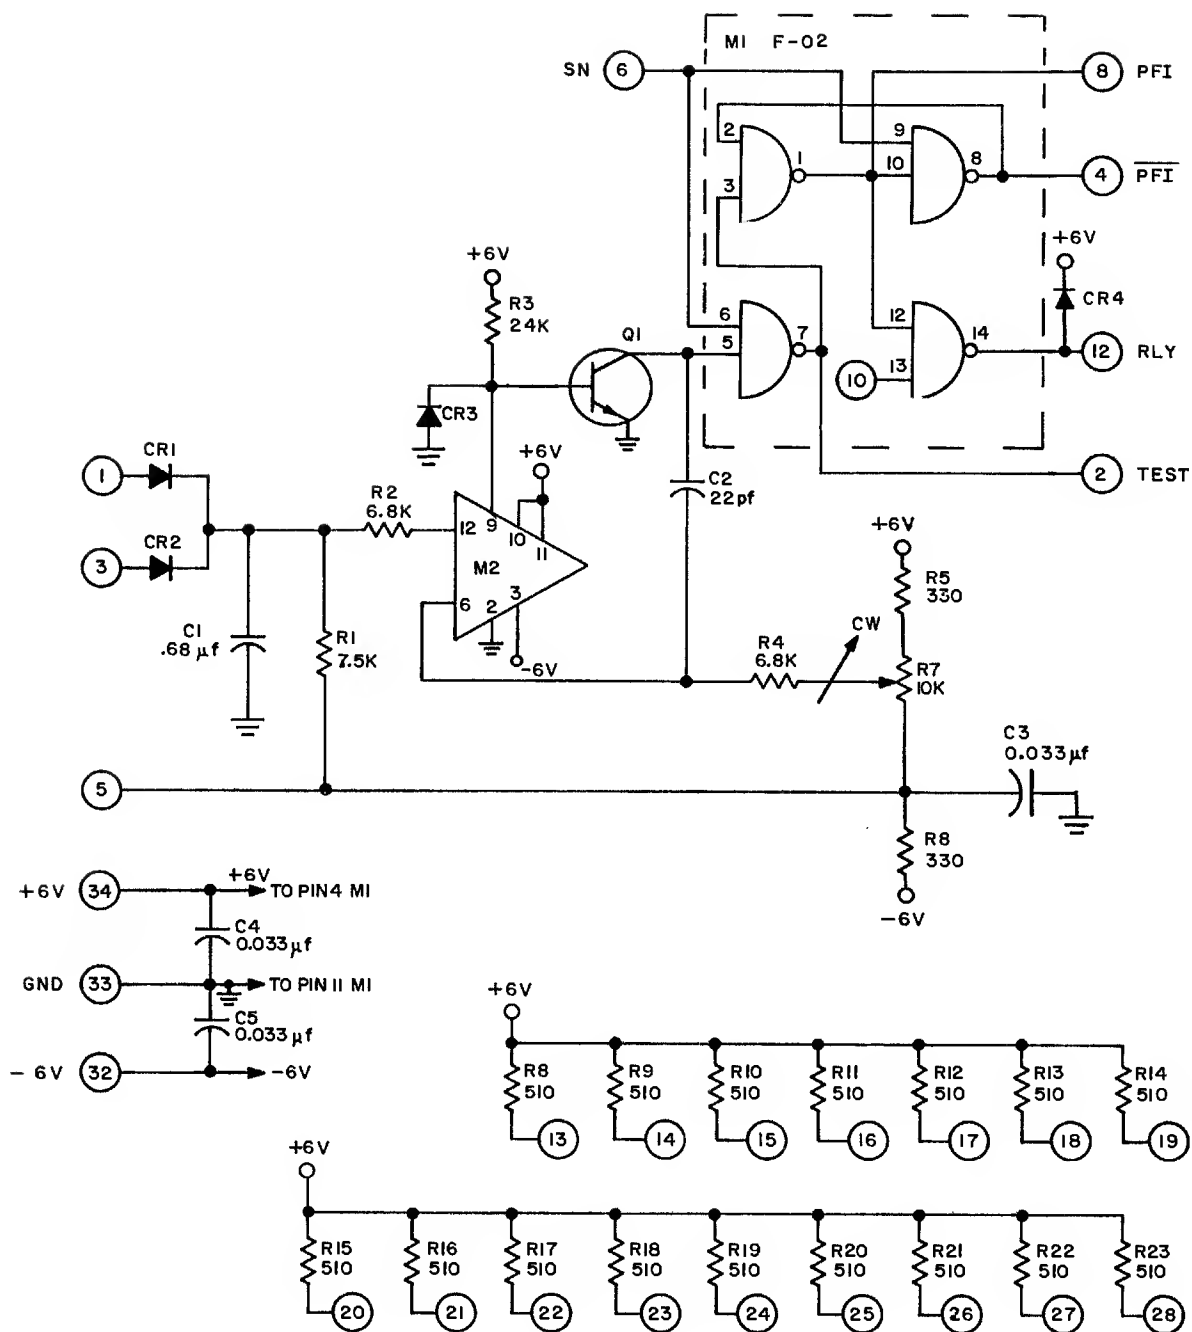 M1 F-02
SN 6
8 PFI
2
3
1
9
10
8
4 PFI
+6V
R3
24K
Q1
6
5
7
12
13
14
10
+6V
CR4
12 RLY
CR3
1
CR1
3
CR2
R2
6.8K
+6V
12
9
10
11
M2
6
2
3
-6V
C2
22pf
2 TEST
C1
.68 µf
R1
7.5K
+6V
R5
330
CW
R4
6.8K
R7
10K
C3
0.033µf
5
R8
330
-6V
+6V 34
+6V
TO PIN 4 M1
C4
0.033µf
GND 33
TO PIN 11 M1
C5
0.033µf
- 6V 32
-6V
+6V
R8
510
R9
510
R10
510
R11
510
R12
510
R13
510
R14
510
13
14
15
16
17
18
19
+6V
R15
510
R16
510
R17
510
R18
510
R19
510
R20
510
R21
510
R22
510
R23
510
20
21
22
23
24
25
26
27
28